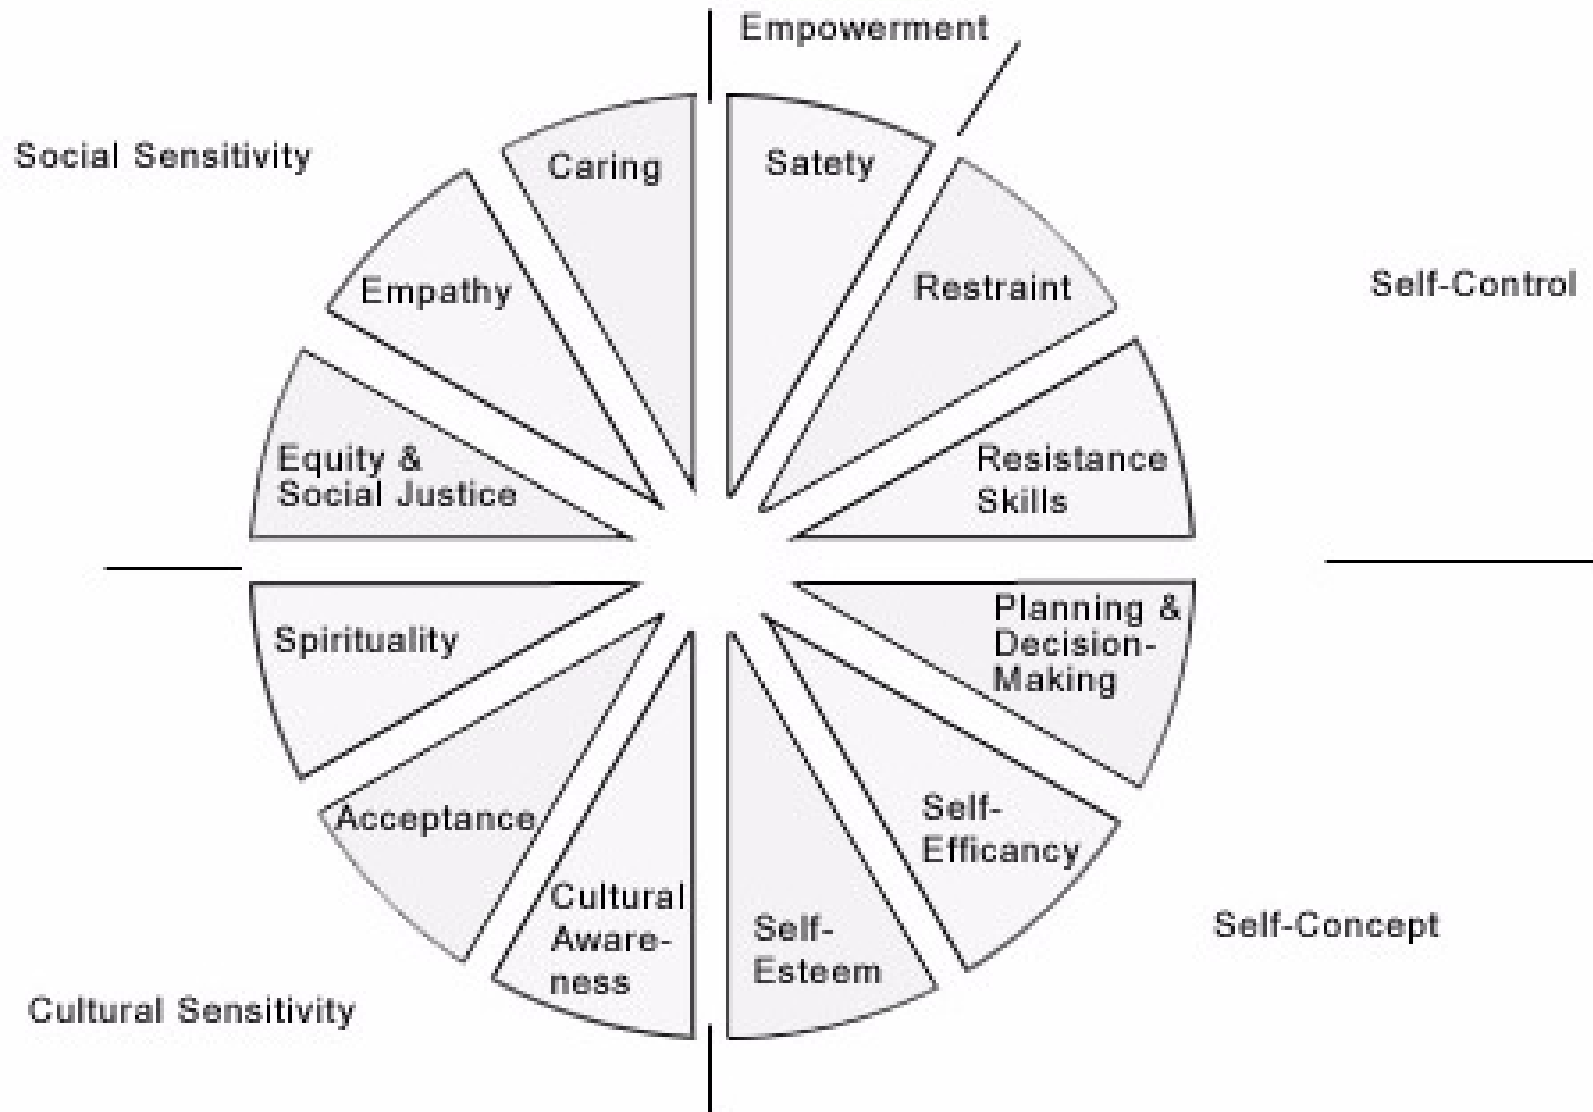 Empowerment
Social Sensitivity
Caring
Satety
Empathy
Restraint
Self-Control
Equity &
Social Justice
Resistance
Skills
Spirituality
Planning &
Decision-
Making
Acceptance
Self-
Efficancy
Cultural
Aware-
ness
Self-
Esteem
Self-Concept
Cultural Sensitivity